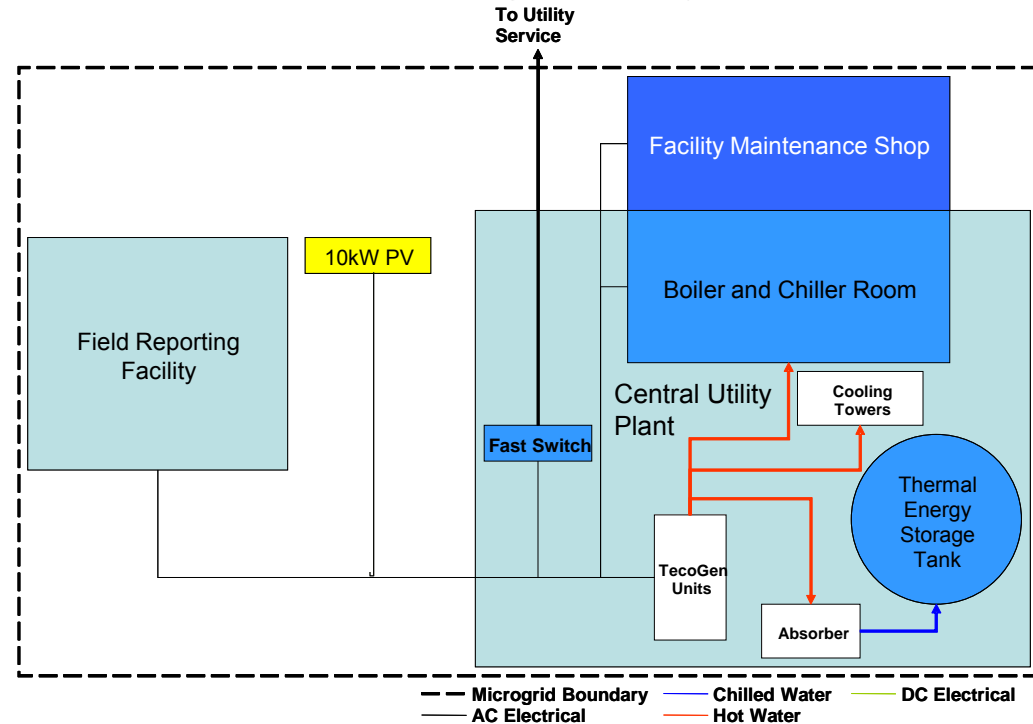 To Utility
Service
Facility Maintenance Shop
10kW PV
Boiler and Chiller Room
Field Reporting
Facility
Central Utility
Plant
Cooling
Towers
Fast Switch
Thermal
Energy
Storage
Tank
TecoGen
Units
Absorber
Microgrid Boundary
Chilled Water
DC Electrical
AC Electrical
Hot Water